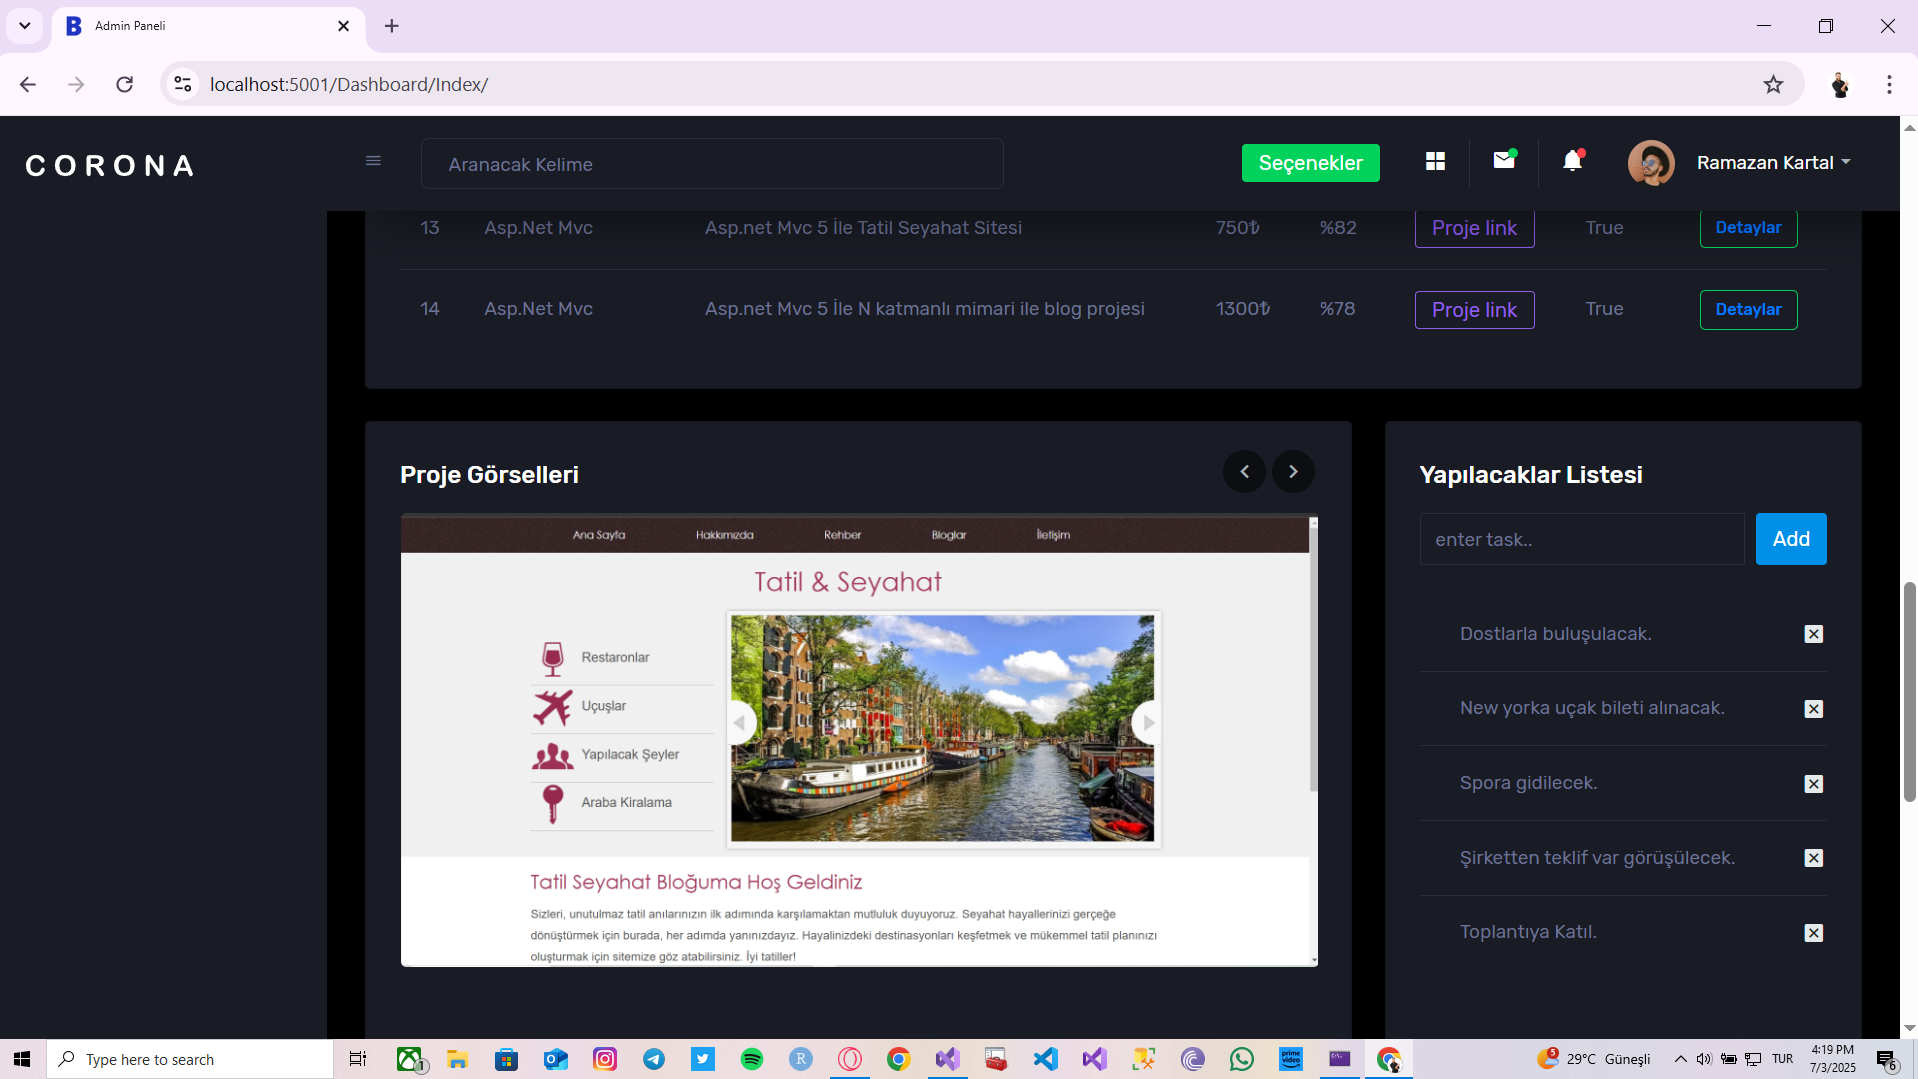 Admin Paneli
localhost:5001/Dashboard/Index/
CORONA
Aranacak Kelime
Seçenekler
Ramazan Kartal
13 Asp.Net Mvc Asp.net Mvc 5 İle Tatil Seyahat Sitesi 750₺ %82 Proje link True Detaylar
14 Asp.Net Mvc Asp.net Mvc 5 İle N katmanlı mimari ile blog projesi 1300₺ %78 Proje link True Detaylar
Proje Görselleri
Ana Sayfa Hakkımızda Rehber Bloglar İletişim
Tatil & Seyahat
Restaronlar
Uçuşlar
Yapılacak Şeyler
Araba Kiralama
Tatil Seyahat Bloğuma Hoş Geldiniz
Sizleri, unutulmaz tatil anılarınızın ilk adımında karşılamaktan mutluluk duyuyoruz. Seyahat hayallerinizi gerçeğe
dönüştürmek için burada, her adımda yanınızdayız. Hayalinizdeki destinasyonları keşfetmek ve mükemmel tatil planınızı
oluşturmak için sitemize göz atabilirsiniz. İyi tatiller!
Yapılacaklar Listesi
enter task.. Add
Dostlarla buluşulacak.
New yorka uçak bileti alınacak.
Spora gidilecek.
Şirketten teklif var görüşülecek.
Toplantıya Katıl.
Type here to search
1
R
prime
video
5
29°C Güneşli
TUR
4:19 PM
7/3/2025
6